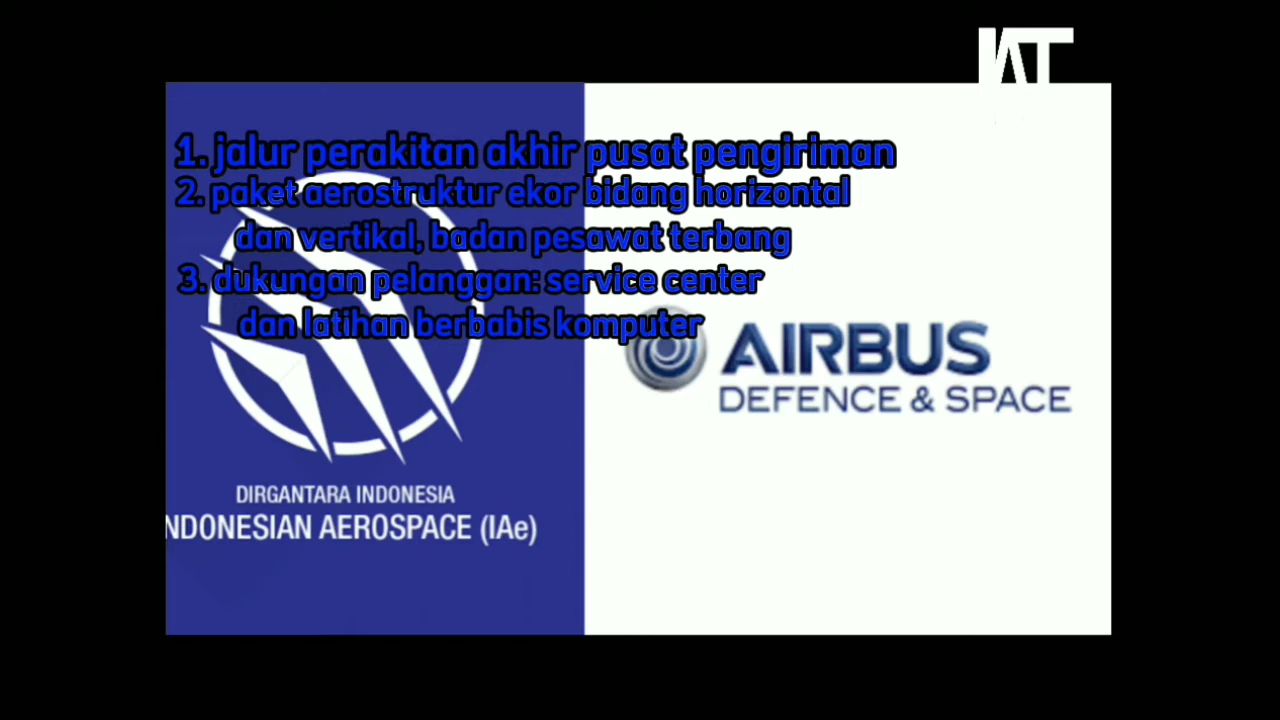 IAT
1. jalur perakitan akhir pusat pengiriman
2. paket aerostruktur ekor bidang horizontal
dan vertikal, badan pesawat terbang
3. dukungan pelanggan: service center
dan latihan berbabis komputer
AIRBUS
DEFENCE & SPACE
DIRGANTARA INDONESIA
NDONESIAN AEROSPACE (IAe)